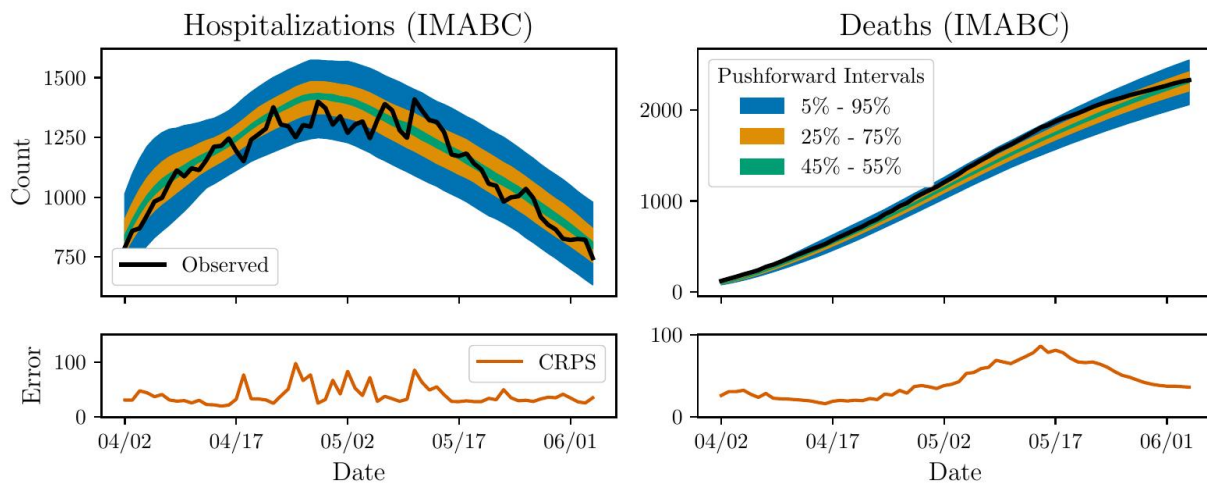 Hospitalizations (IMABC)
Count
1500
1250
1000
750
Observed
Error
100
0
CRPS
04/02
04/17
05/02
05/17
06/01
Date
Deaths (IMABC)
Pushforward Intervals
5% - 95%
25% - 75%
45% - 55%
2000
1000
0
100
0
04/02
04/17
05/02
05/17
06/01
Date